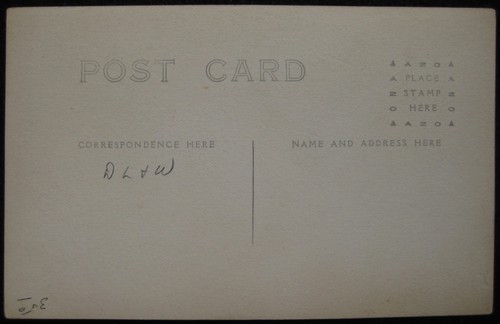 POST CARD
AZO
PLACE
STAMP
HERE
AZO
CORRESPONDENCE HERE
NAME AND ADDRESS HERE
DL+W